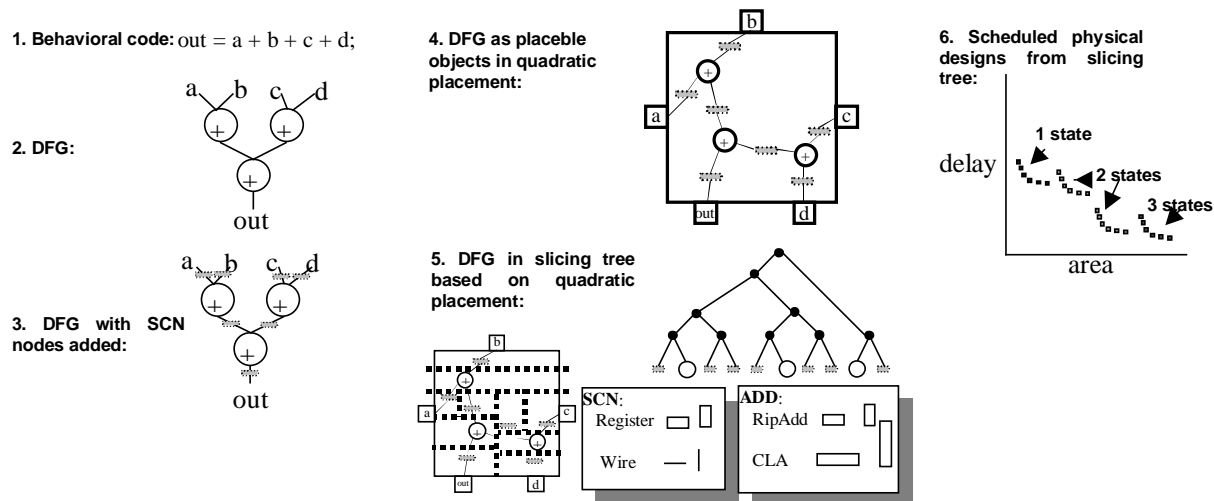 1. Behavioral code: out = a + b + c + d;
a b c d
+ +
2. DFG:
+
out
a b c d
+ +
3. DFG with SCN
nodes added:
+
out
4. DFG as placeble
objects in quadratic
placement:
b
+
a
c
+
+
out
d
5. DFG in slicing tree
based on quadratic
placement:
b
+
a
c
+
+
out
d
SCN:
Register
Wire
ADD:
RipAdd
CLA
6. Scheduled physical
designs from slicing
tree:
1 state
delay
2 states
3 states
area